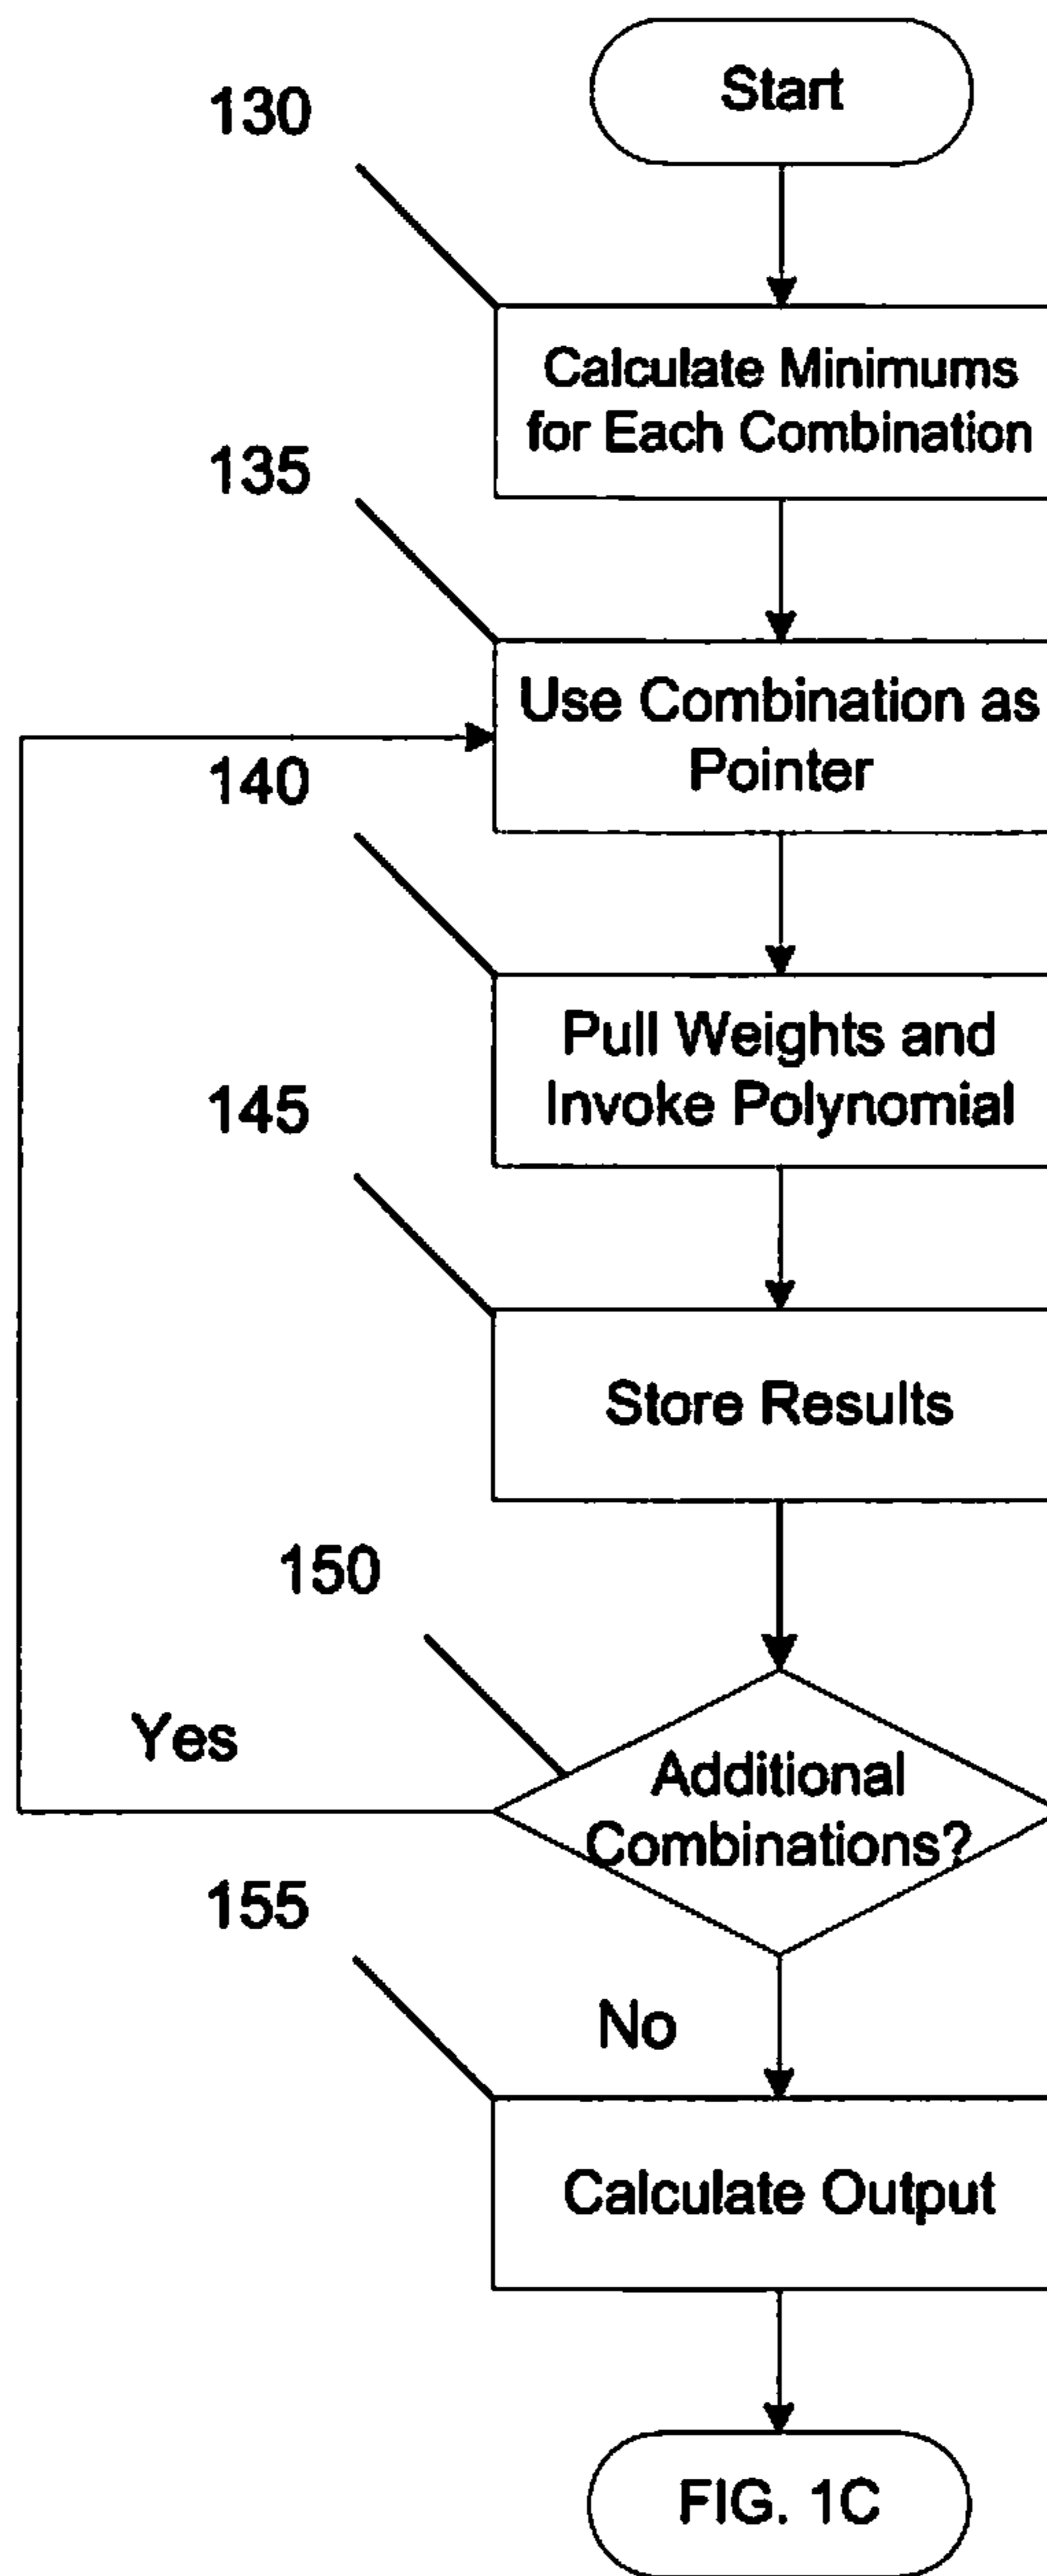 Start
130
Calculate Minimums
for Each Combination
135
Use Combination as
Pointer
140
Pull Weights and
Invoke Polynomial
145
Store Results
150
Yes
Additional
Combinations?
155
No
Calculate Output
FIG. 1C